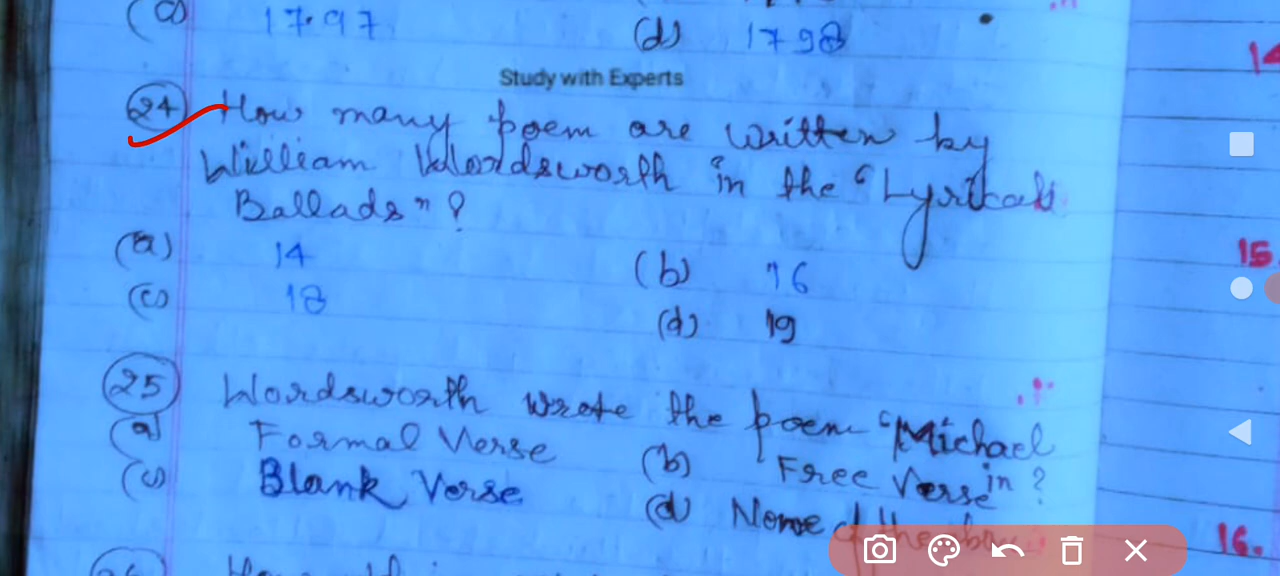 (c) 17.97 (d) 1798
Study with Experts
24 How many poem are written by
William Wordsworth in the "Lyrical
Ballads"?
(a) 14 (b) 16
(c) 18 (d) 19
25 Wordsworth wrote the poem "Michael
in?
(a) Formal Verse (b) Free Verse
(c) Blank Verse (d) None of the
14
15
16.